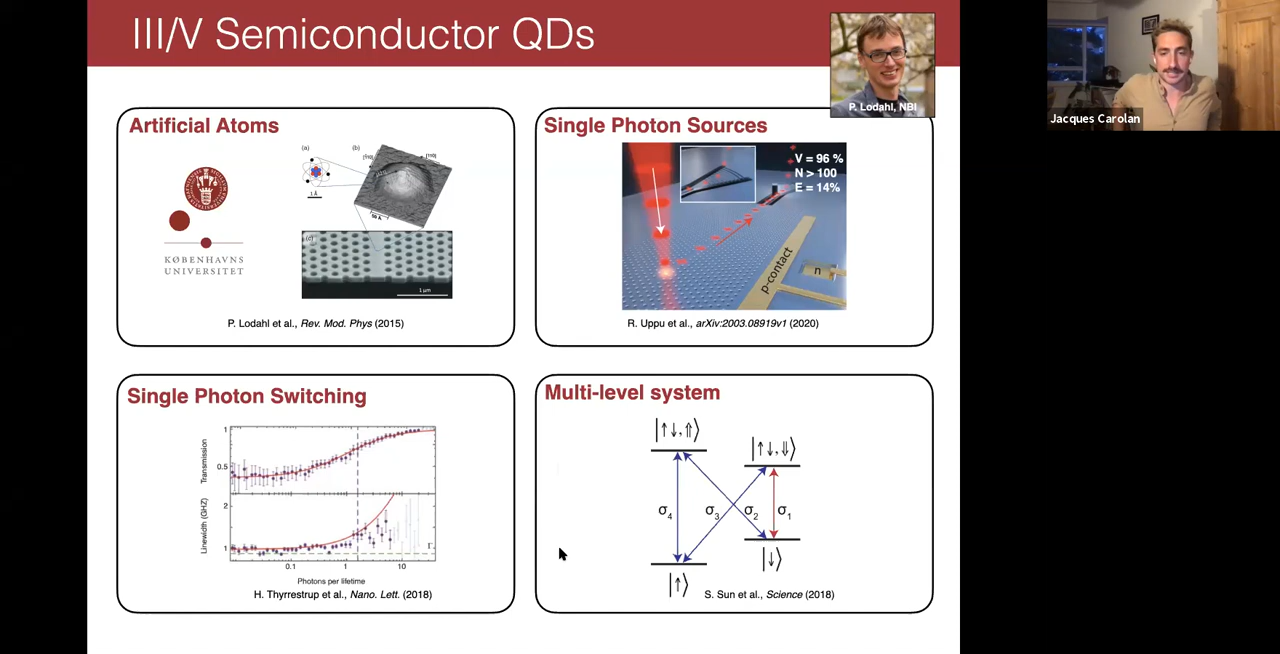 III/V Semiconductor QDs
P. Lodahl, NBI
Jacques Carolan
Artificial Atoms
(a)
(b)
[110]
1 Å
(c)
1 μm
KØBENHAVNS
UNIVERSITET
P. Lodahl et al., Rev. Mod. Phys (2015)
Single Photon Sources
V = 96 %
N > 100
E = 14%
p-contact
n
R. Uppu et al., arXiv:2003.08919v1 (2020)
Single Photon Switching
Transmission
1
0.5
Linewidth (GHZ)
2
1
Γ
0.1
1
10
Photons per lifetime
H. Thyrrestrup et al., Nano. Lett. (2018)
Multi-level system
|↑↓,⇑⟩
|↑↓,⇓⟩
σ4
σ3
σ2
σ1
|↓⟩
|↑⟩
S. Sun et al., Science (2018)